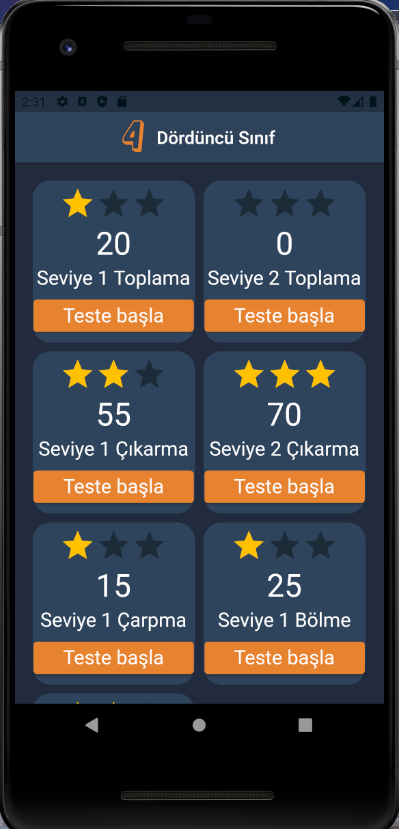 2:31
4 Dördüncü Sınıf
20
Seviye 1 Toplama
Teste başla
0
Seviye 2 Toplama
Teste başla
55
Seviye 1 Çıkarma
Teste başla
70
Seviye 2 Çıkarma
Teste başla
15
Seviye 1 Çarpma
Teste başla
25
Seviye 1 Bölme
Teste başla